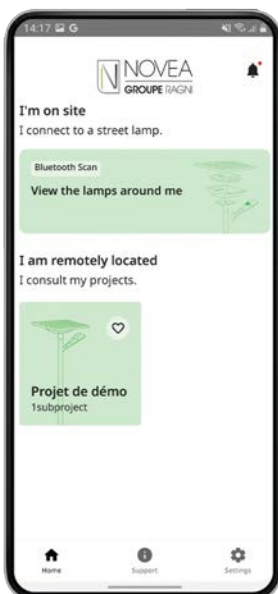 14:17 G
NOVEA
GROUPE RAGNI
I'm on site
I connect to a street lamp.
Bluetooth Scan
View the lamps around me
I am remotely located
I consult my projects.
Projet de démo
1subproject
Home Support Settings